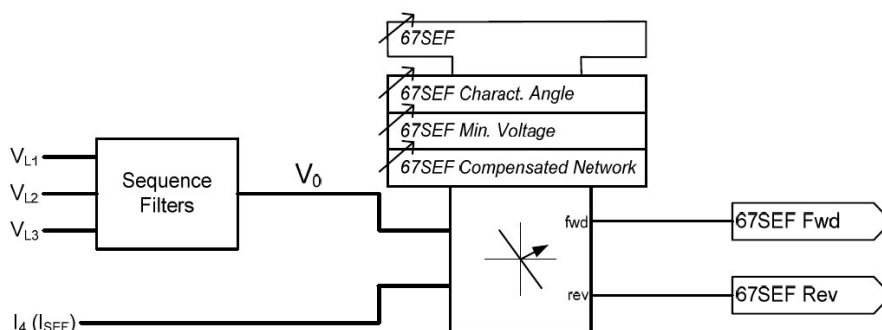 67SEF
67SEF Charact. Angle
67SEF Min. Voltage
67SEF Compensated Network
VL1
VL2
VL3
Sequence
Filters
V0
fwd
67SEF Fwd
rev
67SEF Rev
I4 (ISEF)